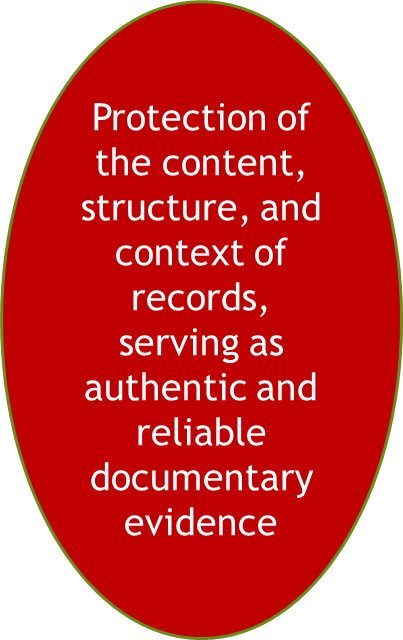 Protection of
the content,
structure, and
context of
records,
serving as
authentic and
reliable
documentary
evidence